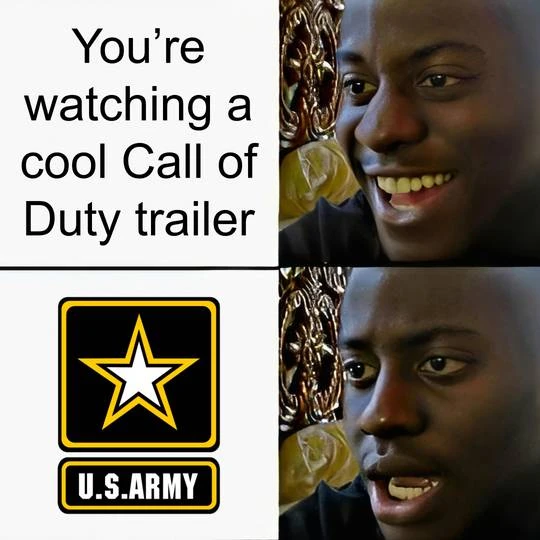 You’re
watching a
cool Call of
Duty trailer
U.S.ARMY